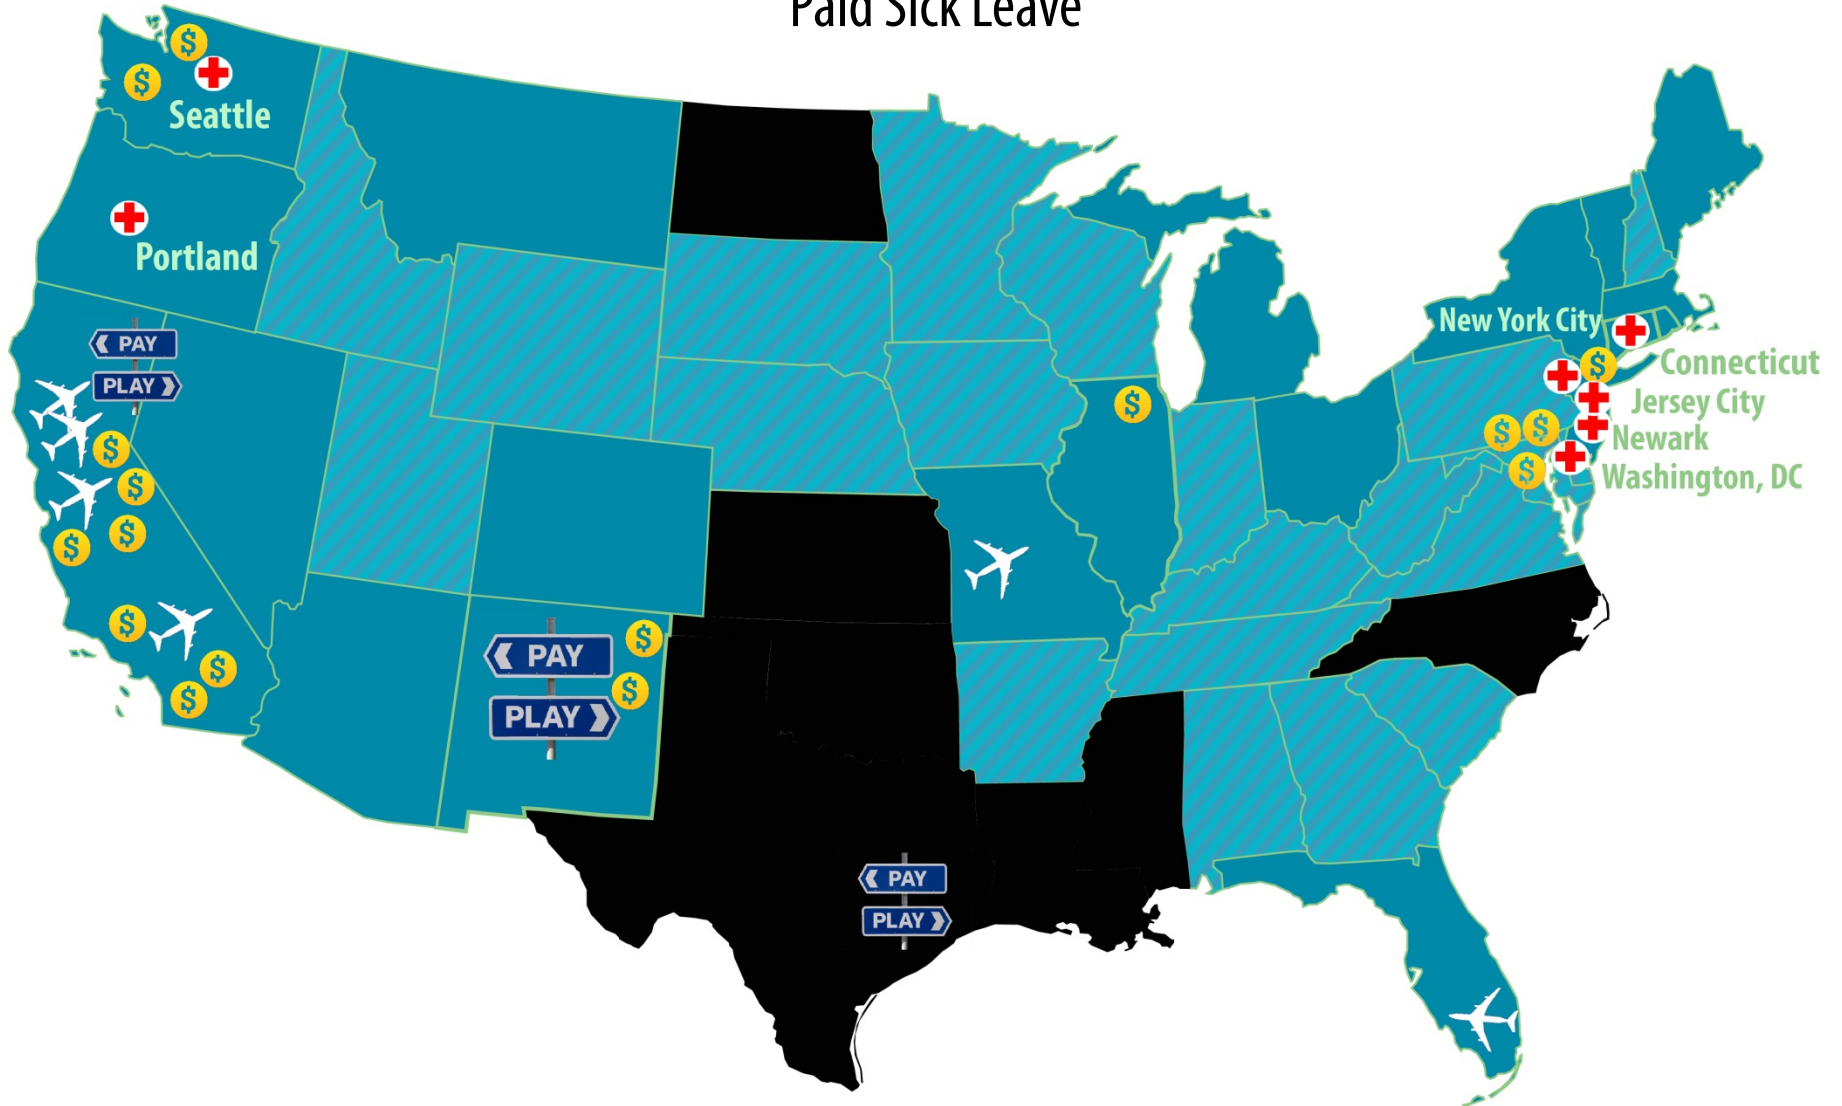 Paid Sick Leave
$
$
Seattle
Portland
New York City
PAY
PLAY
$
Connecticut
Jersey City
$
$
$
Newark
$
$
Washington, DC
$
$
$
$
PAY
$
$
$
$
PLAY
PAY
PLAY